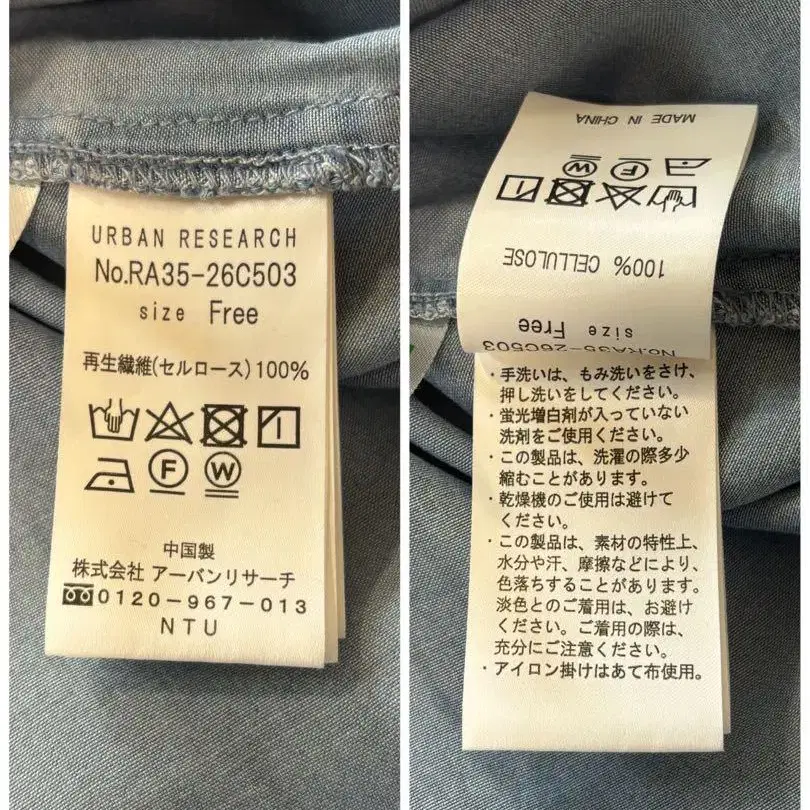 URBAN RESEARCH
No.RA35-26C503
size Free
再生繊維(セルロース)100%
F W
中国製
株式会社 アーバンリサーチ
0120-967-013
NTU
MADE IN CHINA
W F
100% CELLULOSE
size Free
No.RA35-26C503
・手洗いは、もみ洗いをさけ、
押し洗いをしてください。
・蛍光増白剤が入っていない
洗剤をご使用ください。
・この製品は、洗濯の際多少
縮むことがあります。
・乾燥機のご使用は避けて
ください。
・この製品は、素材の特性上、
水分や汗、摩擦などにより、
色落ちすることがあります。
淡色とのご着用は、お避け
ください。ご着用の際は、
充分にご注意ください。
・アイロン掛けはあて布使用。